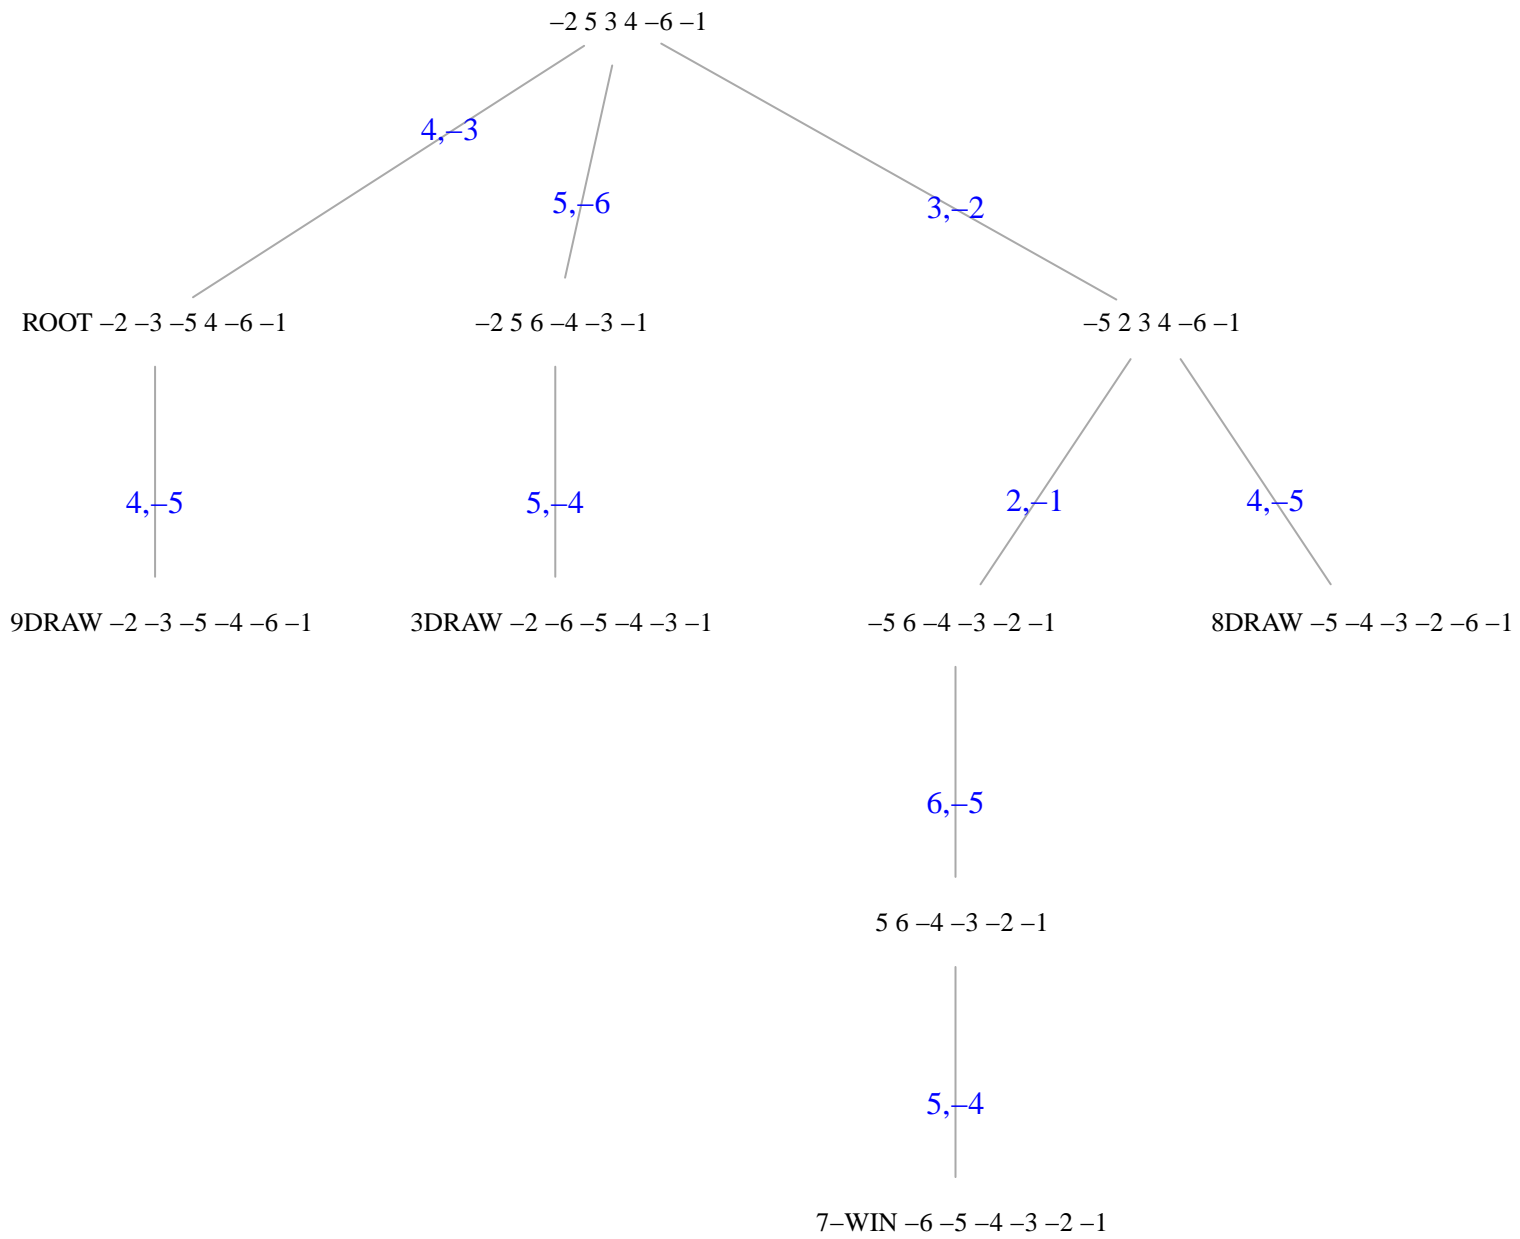 –2 5 3 4 –6 –1
4,–3
5,–6
3,–2
ROOT –2 –3 –5 4 –6 –1
–2 5 6 –4 –3 –1
–5 2 3 4 –6 –1
4,–5
5,–4
2,–1
4,–5
9DRAW –2 –3 –5 –4 –6 –1
3DRAW –2 –6 –5 –4 –3 –1
–5 6 –4 –3 –2 –1
8DRAW –5 –4 –3 –2 –6 –1
6,–5
5 6 –4 –3 –2 –1
5,–4
7–WIN –6 –5 –4 –3 –2 –1